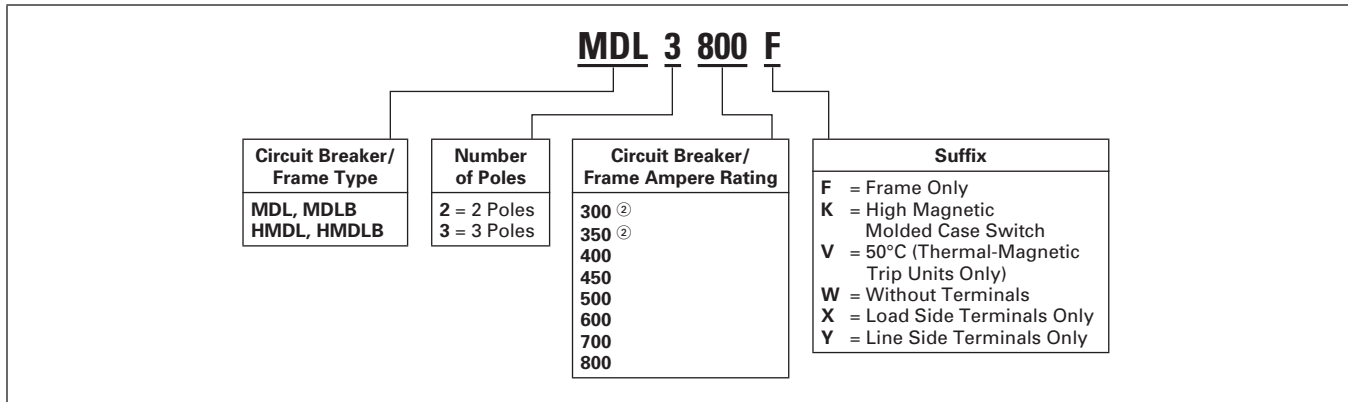 MDL 3 800 F
Circuit Breaker/
Frame Type
MDL, MDLB
HMDL, HMDLB
Number
of Poles
2 = 2 Poles
3 = 3 Poles
Circuit Breaker/
Frame Ampere Rating
300 ②
350 ②
400
450
500
600
700
800
Suffix
F = Frame Only
K = High Magnetic
Molded Case Switch
V = 50°C (Thermal-Magnetic
Trip Units Only)
W = Without Terminals
X = Load Side Terminals Only
Y = Line Side Terminals Only